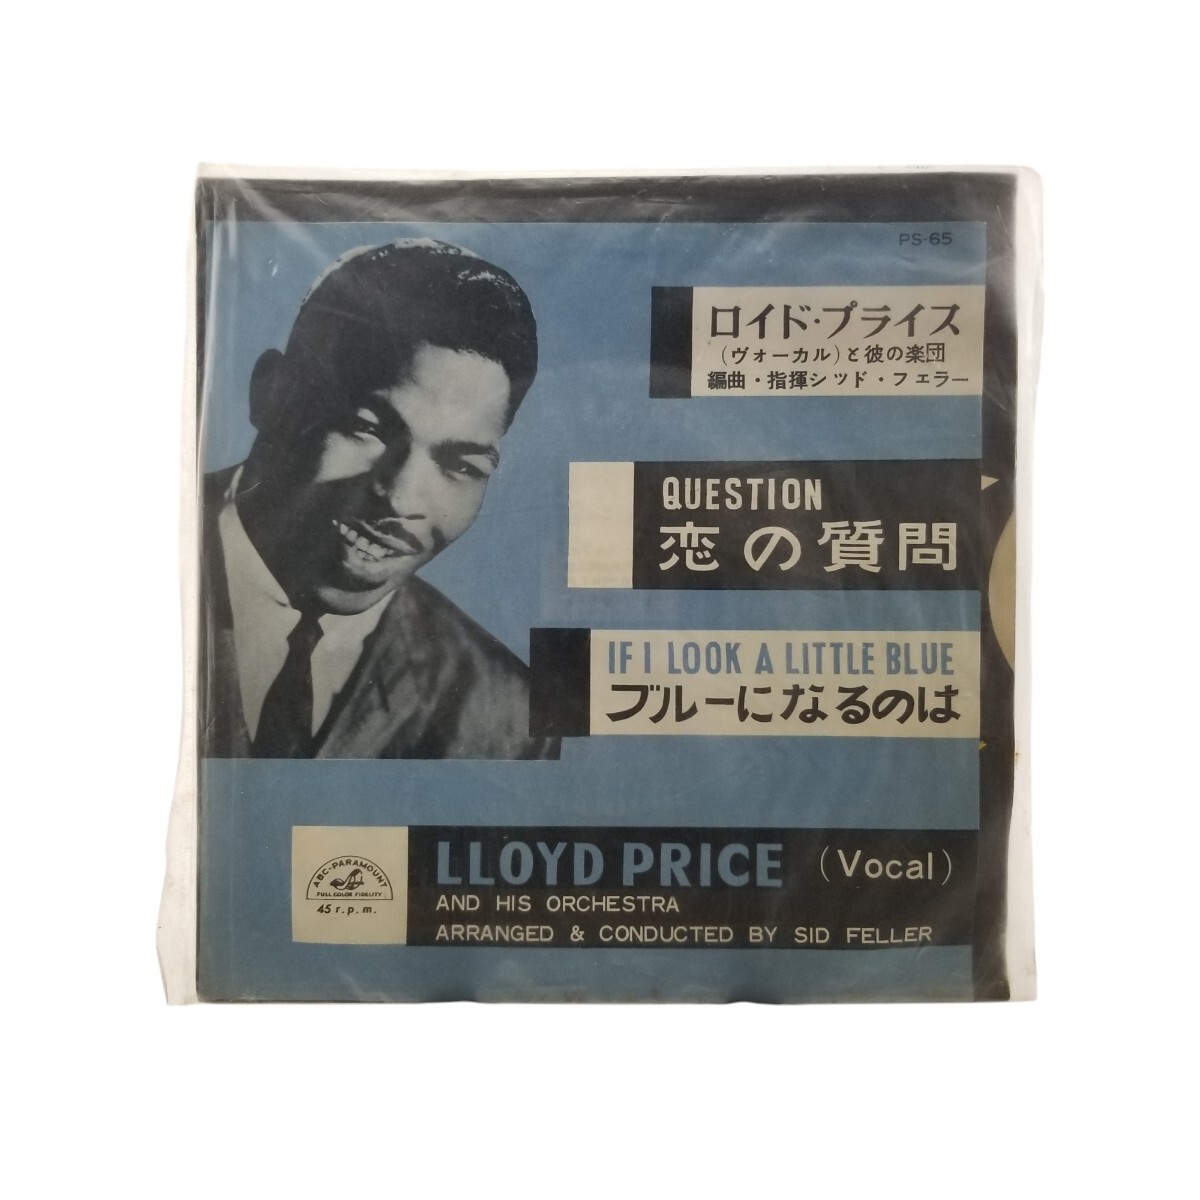 PS-65
ロイド・プライス
(ヴォーカル)と彼の楽団
編曲・指揮シッド・フェラー
QUESTION
恋の質問
IF I LOOK A LITTLE BLUE
ブルーになるのは
LLOYD PRICE (Vocal)
AND HIS ORCHESTRA
ARRANGED & CONDUCTED BY SID FELLER
ABC-PARAMOUNT
FULL COLOR FIDELITY
45 r.p.m.